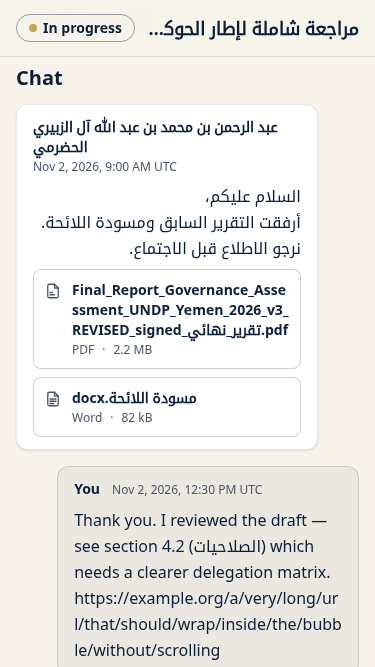 In progress
مراجعة شاملة لإطار الحوكـ...
Chat
عبد الرحمن بن محمد بن عبد الله آل الزبيري
الحضرمي
Nov 2, 2026, 9:00 AM UTC
السلام عليكم،
أرفقت التقرير السابق ومسودة اللائحة.
نرجو الاطلاع قبل الاجتماع.
Final_Report_Governance_Asse
ssment_UNDP_Yemen_2026_v3_
REVISED_signed_تقرير_نهائي.pdf
PDF · 2.2 MB
مسودة اللائحة.docx
Word · 82 kB
You Nov 2, 2026, 12:30 PM UTC
Thank you. I reviewed the draft —
see section 4.2 (الصلاحيات) which
needs a clearer delegation matrix.
https://example.org/a/very/long/ur
l/that/should/wrap/inside/the/bubb
le/without/scrolling